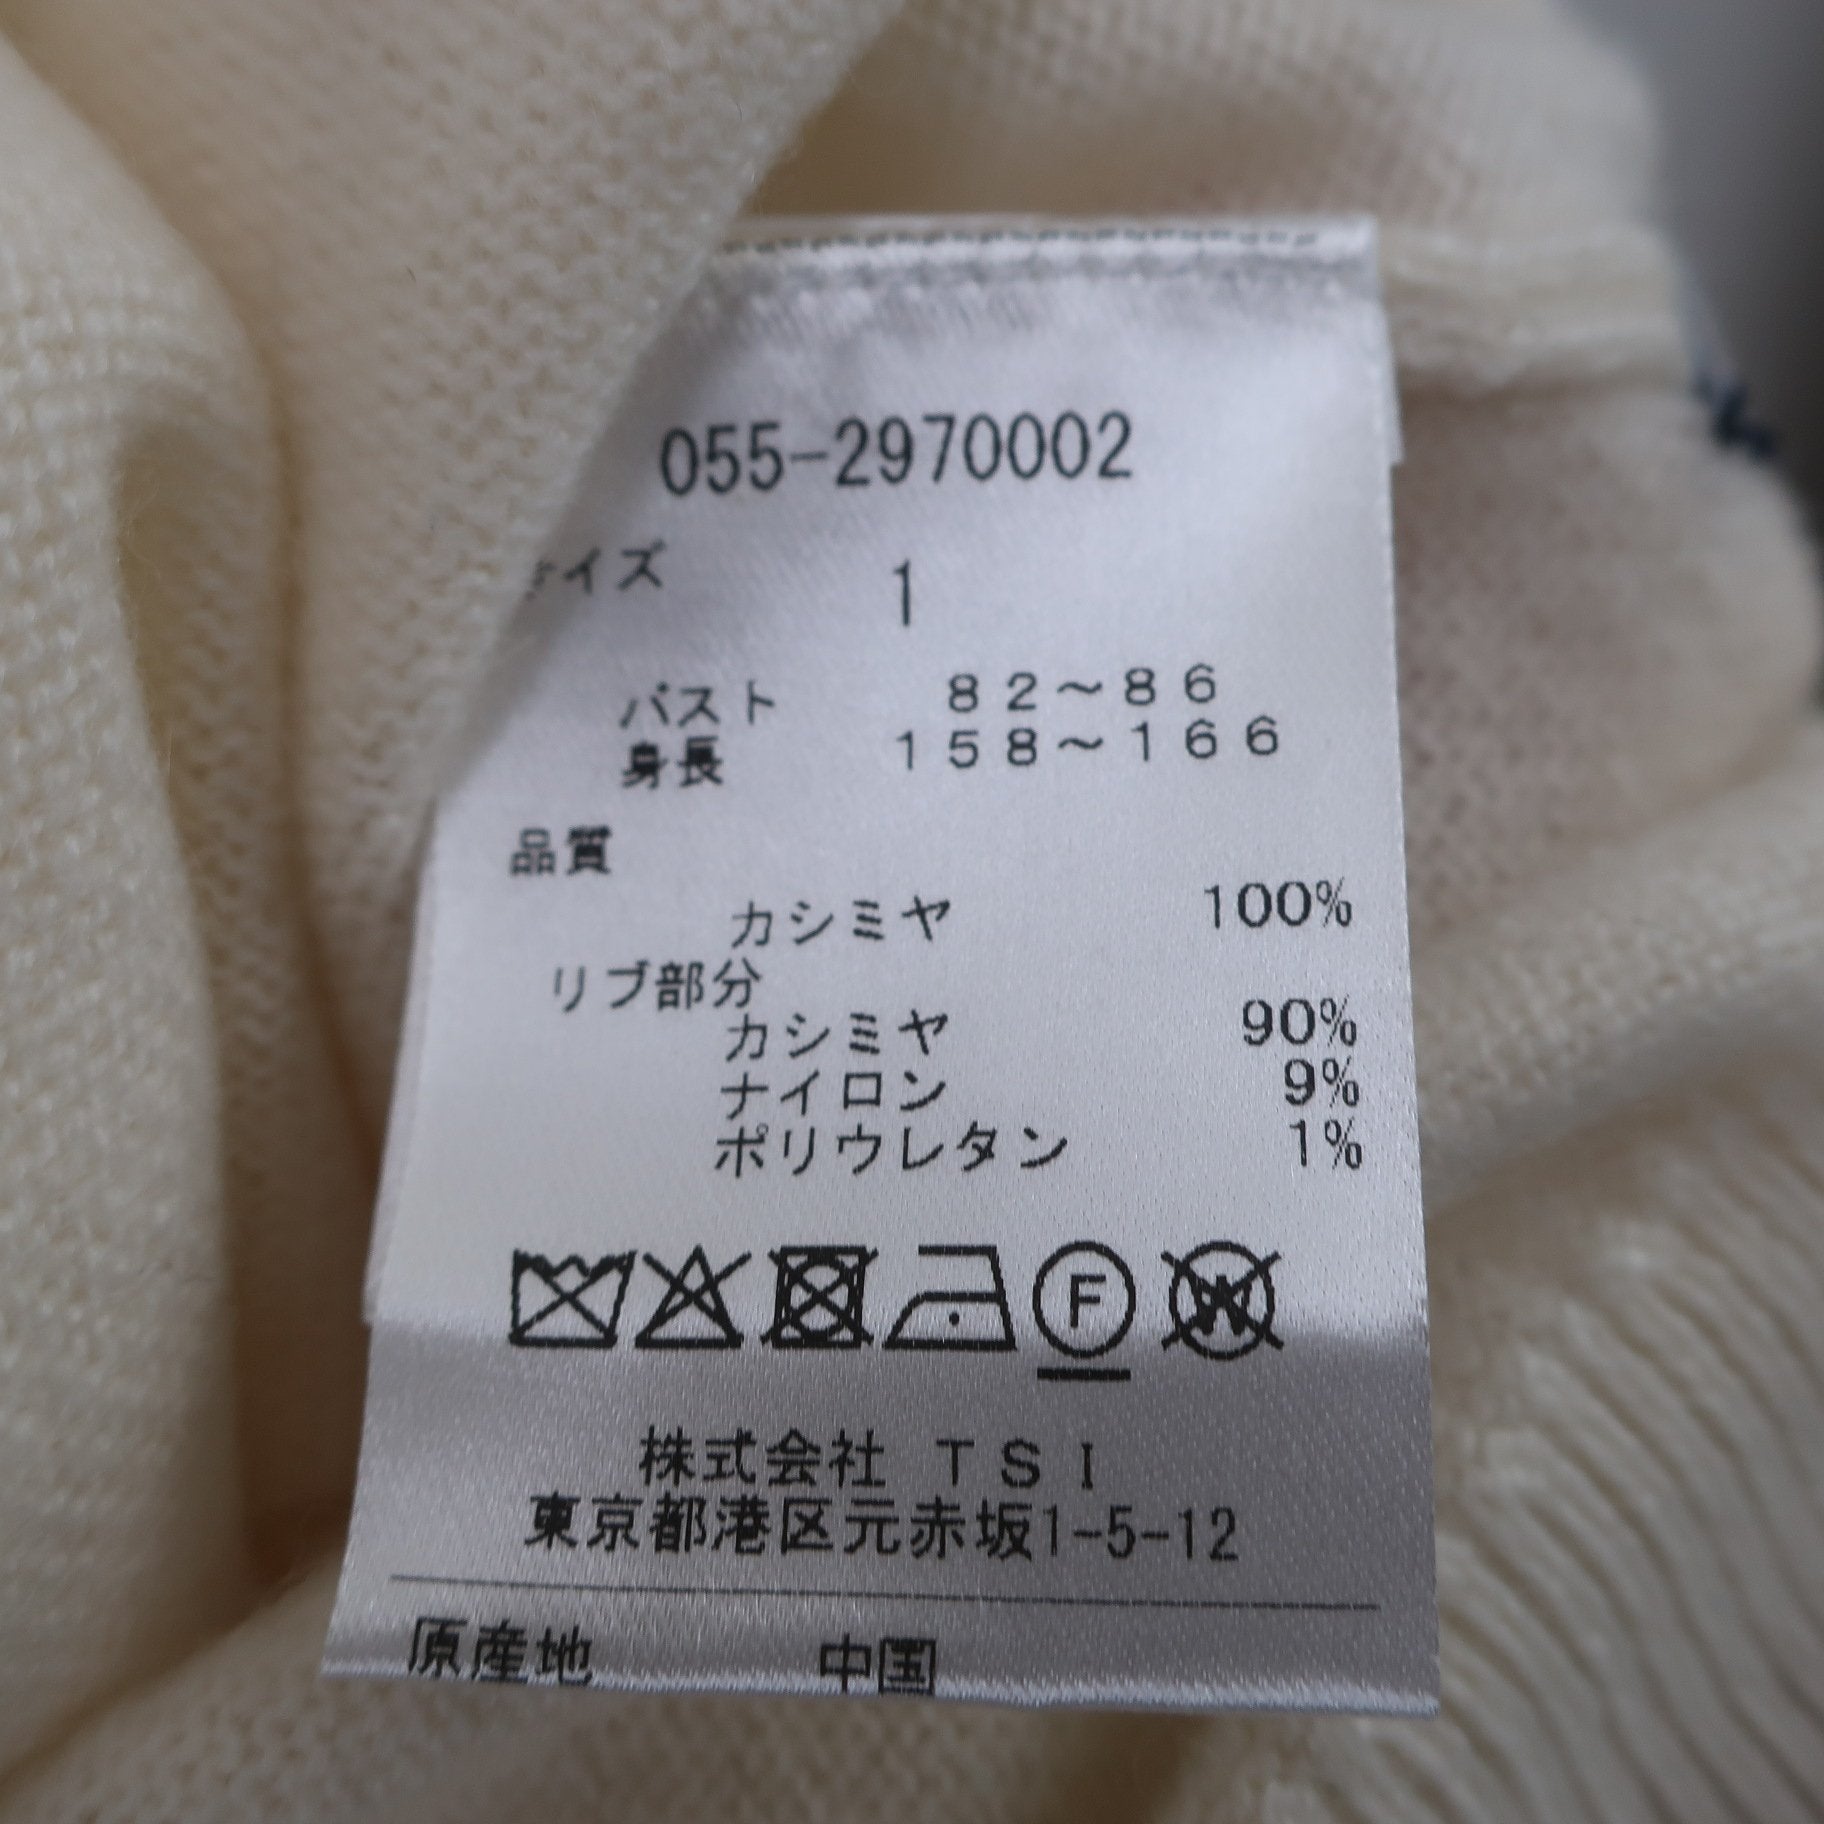 055-2970002
サイズ 1
バスト 82～86
身長 158～166
品質
カシミヤ 100%
リブ部分
カシミヤ 90%
ナイロン 9%
ポリウレタン 1%
F W
株式会社 TSI
東京都港区元赤坂1-5-12
原産地 中国